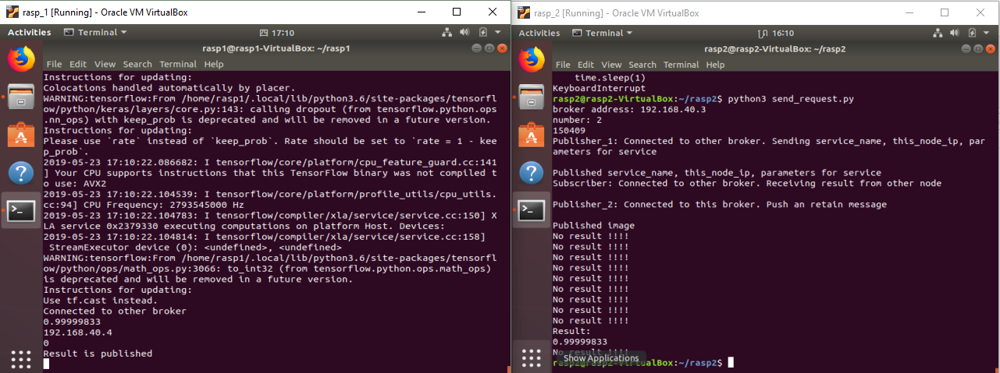 rasp_1 [Running] - Oracle VM VirtualBox
Activities
Terminal
四 17:10
rasp1@rasp1-VirtualBox: ~/rasp1
File Edit View Search Terminal Help
Instructions for updating:
Colocations handled automatically by placer.
WARNING:tensorflow:From /home/rasp1/.local/lib/python3.6/site-packages/tensorfl
ow/python/keras/layers/core.py:143: calling dropout (from tensorflow.python.ops
.nn_ops) with keep_prob is deprecated and will be removed in a future version.
Instructions for updating:
Please use `rate` instead of `keep_prob`. Rate should be set to `rate = 1 - kee
p_prob`.
2019-05-23 17:10:22.086682: I tensorflow/core/platform/cpu_feature_guard.cc:141
] Your CPU supports instructions that this TensorFlow binary was not compiled t
o use: AVX2
2019-05-23 17:10:22.104539: I tensorflow/core/platform/profile_utils/cpu_utils.
cc:94] CPU Frequency: 2793545000 Hz
2019-05-23 17:10:22.104783: I tensorflow/compiler/xla/service/service.cc:150] X
LA service 0x2379330 executing computations on platform Host. Devices:
2019-05-23 17:10:22.104814: I tensorflow/compiler/xla/service/service.cc:158]
StreamExecutor device (0): <undefined>, <undefined>
WARNING:tensorflow:From /home/rasp1/.local/lib/python3.6/site-packages/tensorfl
ow/python/ops/math_ops.py:3066: to_int32 (from tensorflow.python.ops.math_ops)
is deprecated and will be removed in a future version.
Instructions for updating:
Use tf.cast instead.
Connected to other broker
0.99999833
192.168.40.4
0
Result is published
rasp_2 [Running] - Oracle VM VirtualBox
Activities
Terminal
16:10
rasp2@rasp2-VirtualBox: ~/rasp2
File Edit View Search Terminal Help
time.sleep(1)
KeyboardInterrupt
rasp2@rasp2-VirtualBox:~/rasp2$ python3 send_request.py
broker address: 192.168.40.3
number: 2
150409
Publisher_1: Connected to other broker. Sending service_name, this_node_ip, par
ameters for service
Published service_name, this_node_ip, parameters for service
Subscriber: Connected to other broker. Receiving result from other node
Publisher_2: Connected to this broker. Push an retain message
Published image
No result !!!!
No result !!!!
No result !!!!
No result !!!!
No result !!!!
No result !!!!
No result !!!!
No result !!!!
No result !!!!
Result:
0.99999833
No result !!!!
Show Applications
rasp2@rasp2-VirtualBox:~/rasp2$